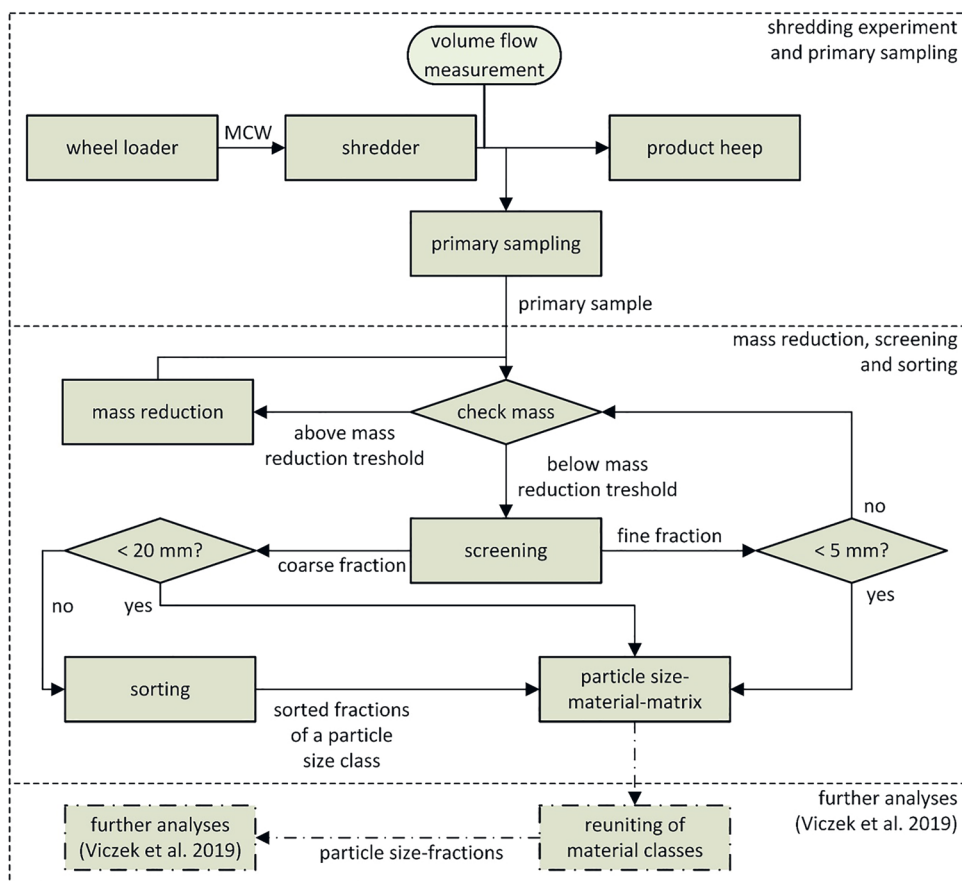 shredding experiment
and primary sampling
volume flow
measurement
wheel loader
MCW
shredder
product heep
primary sampling
primary sample
mass reduction, screening
and sorting
mass reduction
check mass
above mass
reduction treshold
below mass
reduction treshold
no
< 20 mm?
coarse fraction
screening
fine fraction
< 5 mm?
no
yes
yes
sorting
sorted fractions
of a particle
size class
particle size-
material-matrix
further analyses
(Viczek et al. 2019)
further analyses
(Viczek et al. 2019)
particle size-fractions
reuniting of
material classes